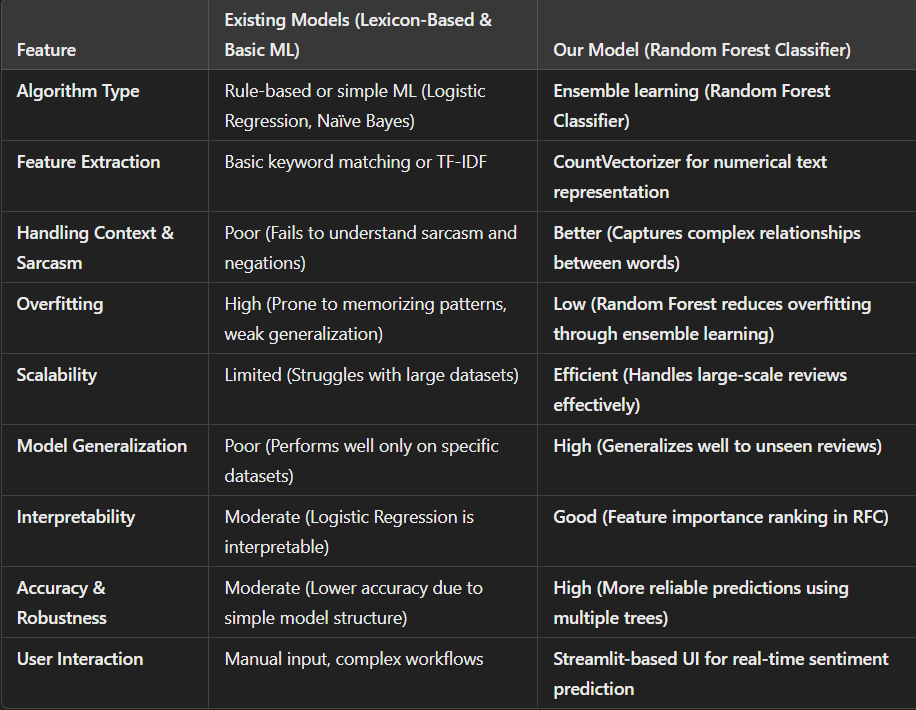 Feature
Existing Models (Lexicon-Based &
Basic ML)
Our Model (Random Forest Classifier)
Algorithm Type
Rule-based or simple ML (Logistic
Regression, Naïve Bayes)
Ensemble learning (Random Forest
Classifier)
Feature Extraction
Basic keyword matching or TF-IDF
CountVectorizer for numerical text
representation
Handling Context &
Sarcasm
Poor (Fails to understand sarcasm and
negations)
Better (Captures complex relationships
between words)
Overfitting
High (Prone to memorizing patterns,
weak generalization)
Low (Random Forest reduces overfitting
through ensemble learning)
Scalability
Limited (Struggles with large datasets)
Efficient (Handles large-scale reviews
effectively)
Model Generalization
Poor (Performs well only on specific
datasets)
High (Generalizes well to unseen reviews)
Interpretability
Moderate (Logistic Regression is
interpretable)
Good (Feature importance ranking in RFC)
Accuracy &
Robustness
Moderate (Lower accuracy due to
simple model structure)
High (More reliable predictions using
multiple trees)
User Interaction
Manual input, complex workflows
Streamlit-based UI for real-time sentiment
prediction